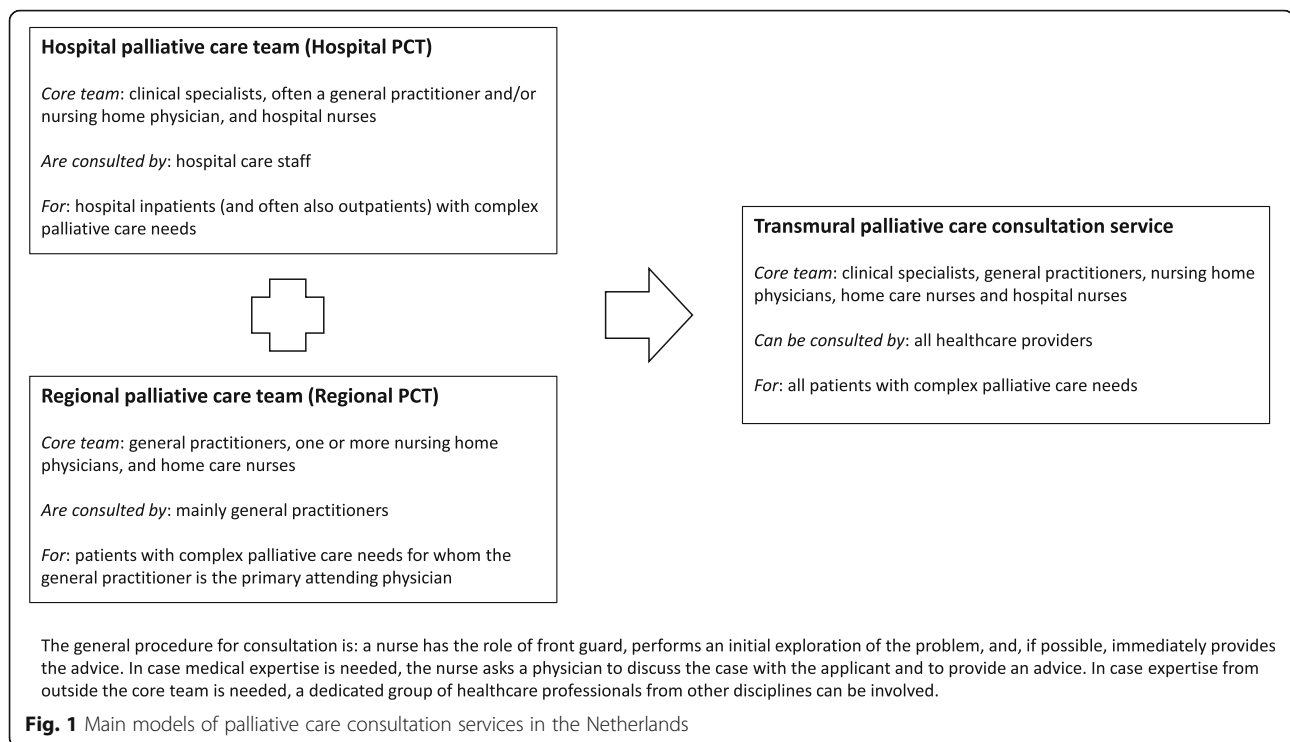 Hospital palliative care team (Hospital PCT)
Core team: clinical specialists, often a general practitioner and/or
nursing home physician, and hospital nurses
Are consulted by: hospital care staff
For: hospital inpatients (and often also outpatients) with complex
palliative care needs
Regional palliative care team (Regional PCT)
Core team: general practitioners, one or more nursing home
physicians, and home care nurses
Are consulted by: mainly general practitioners
For: patients with complex palliative care needs for whom the
general practitioner is the primary attending physician
Transmural palliative care consultation service
Core team: clinical specialists, general practitioners, nursing home
physicians, home care nurses and hospital nurses
Can be consulted by: all healthcare providers
For: all patients with complex palliative care needs
The general procedure for consultation is: a nurse has the role of front guard, performs an initial exploration of the problem, and, if possible, immediately provides
the advice. In case medical expertise is needed, the nurse asks a physician to discuss the case with the applicant and to provide an advice. In case expertise from
outside the core team is needed, a dedicated group of healthcare professionals from other disciplines can be involved.
Fig. 1 Main models of palliative care consultation services in the Netherlands